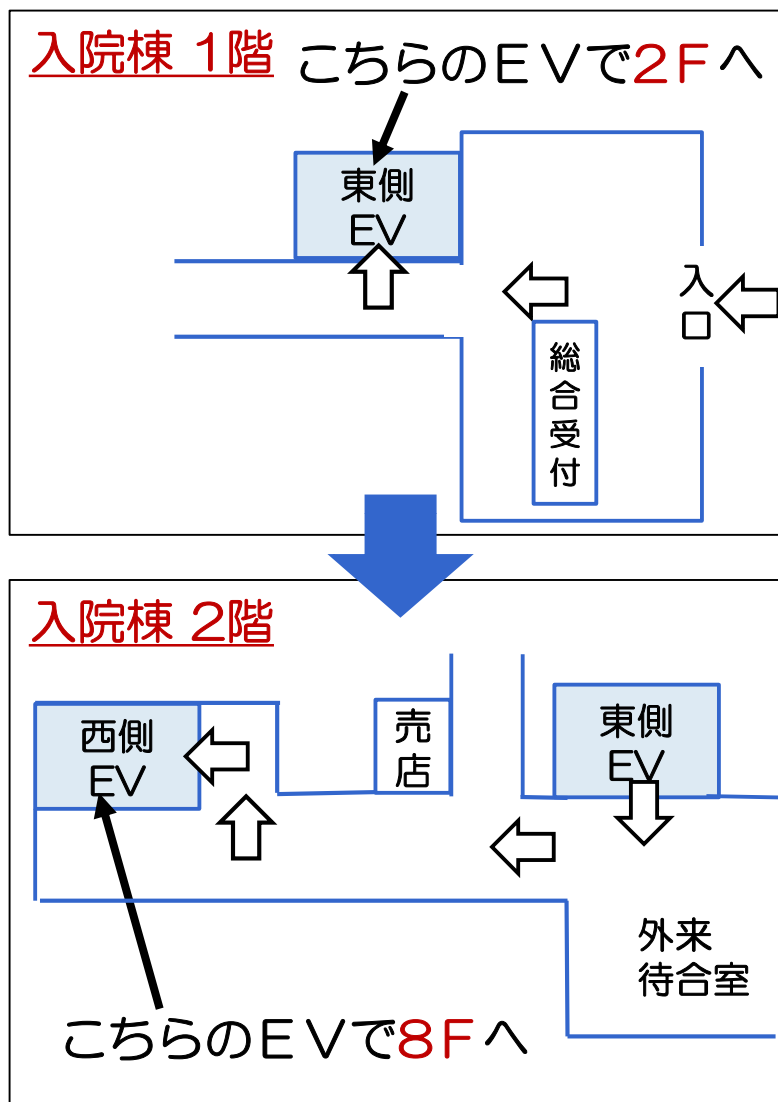 入院棟 1階
こちらのEVで2Fへ
東側
EV
入口
総合受付
入院棟 2階
西側
EV
売店
東側
EV
外来
待合室
こちらのEVで8Fへ